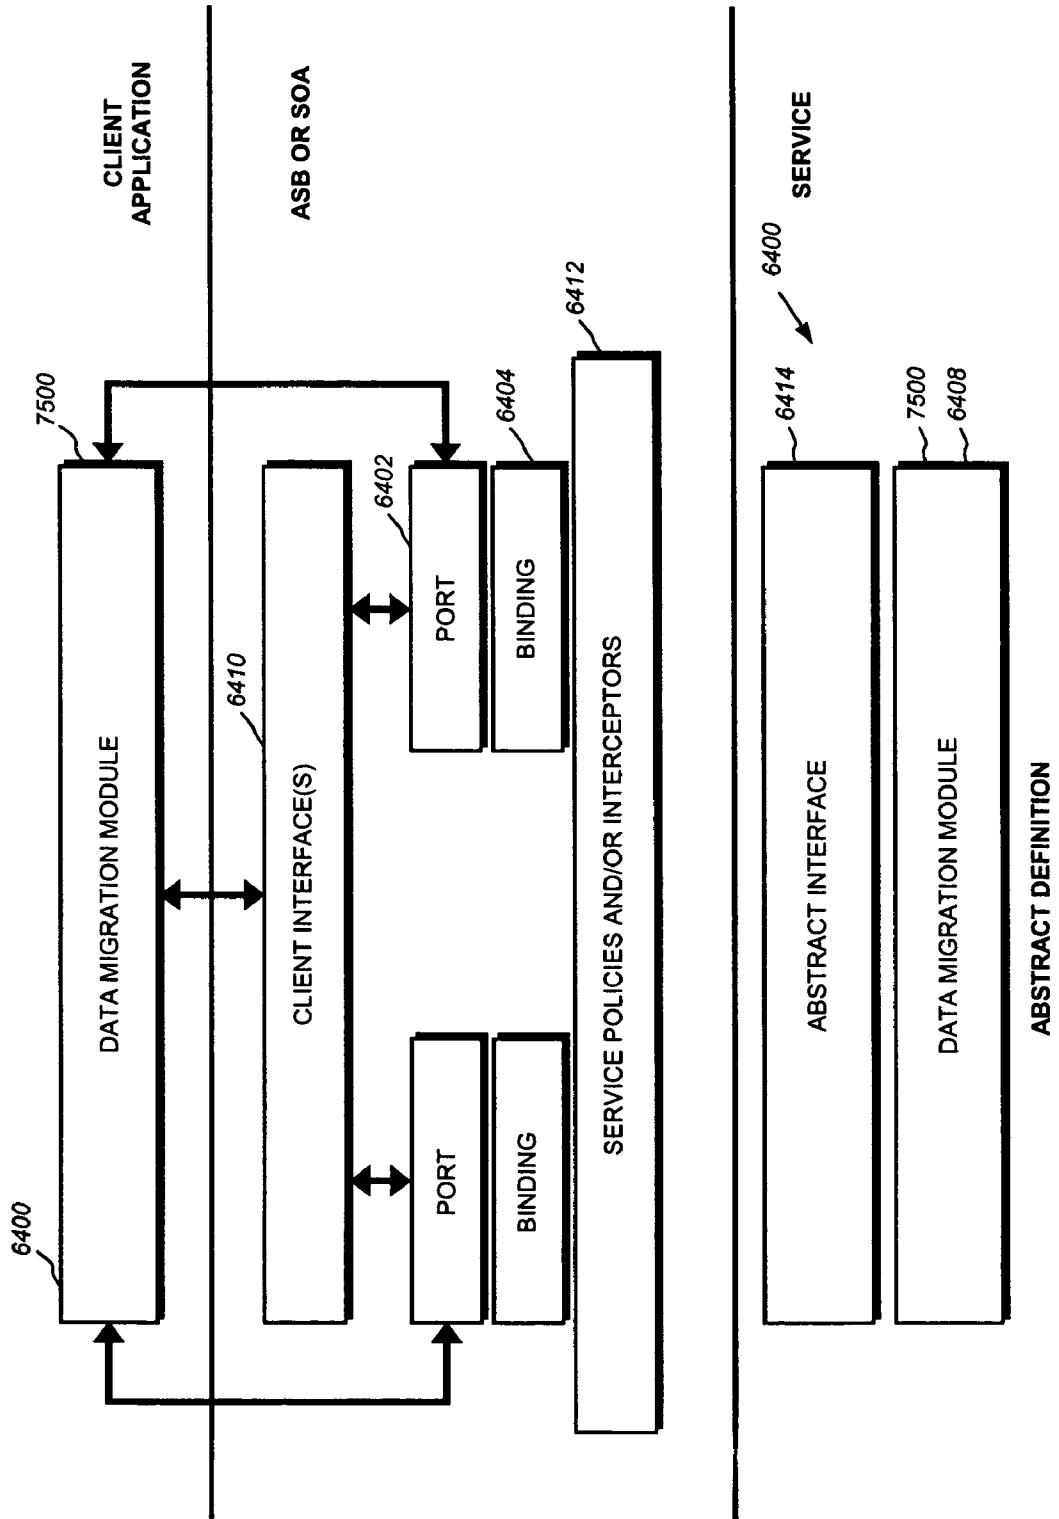 CLIENT
APPLICATION
6400
7500
DATA MIGRATION MODULE
ASB OR SOA
6410
CLIENT INTERFACE(S)
6402
PORT
PORT
6404
BINDING
BINDING
6412
SERVICE POLICIES AND/OR INTERCEPTORS
SERVICE
6400
6414
ABSTRACT INTERFACE
7500
6408
DATA MIGRATION MODULE
ABSTRACT DEFINITION